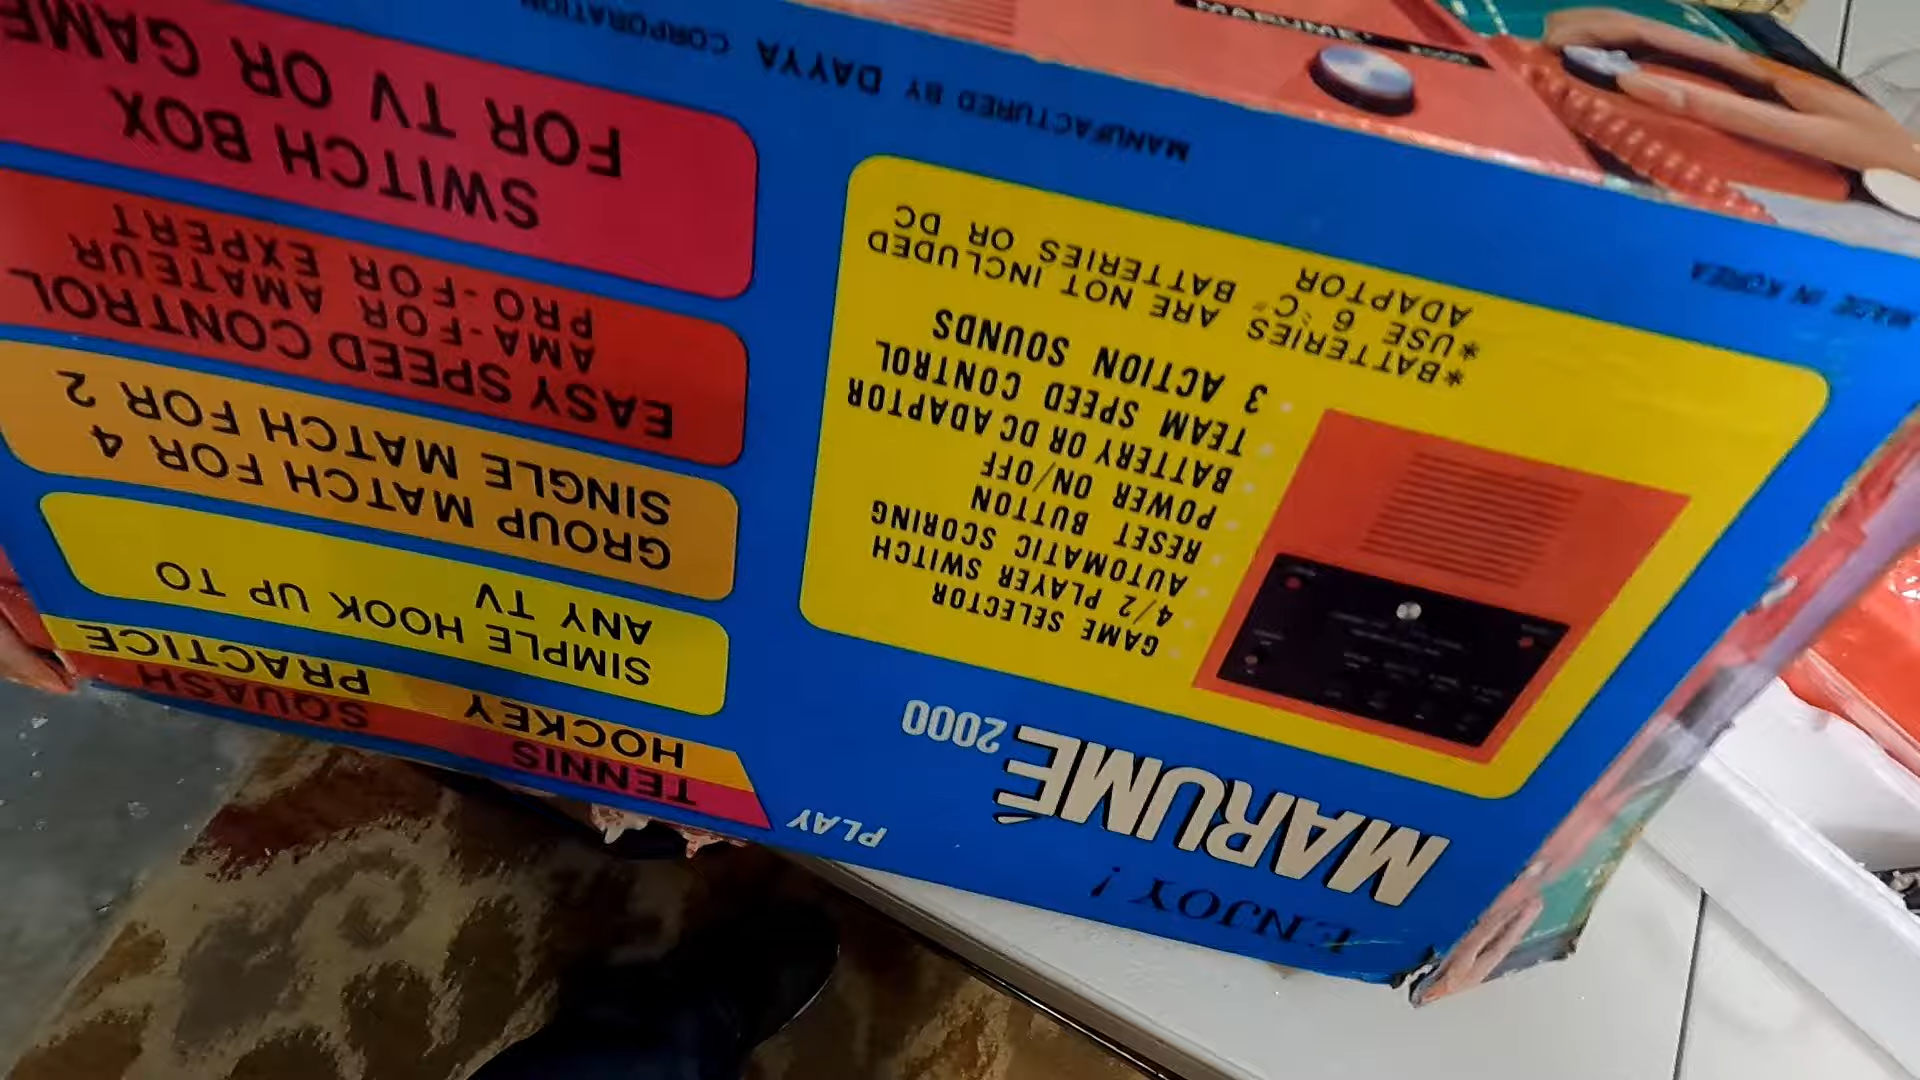 ENJOY !
MARUMÉ 2000
GAME SELECTOR
4/2 PLAYER SWITCH
AUTOMATIC SCORING
RESET BUTTON
POWER ON/OFF
BATTERY OR DC ADAPTOR
TEAM SPEED CONTROL
3 ACTION SOUNDS
*BATTERIES ARE NOT INCLUDED
*USE 6 "C" BATTERIES OR DC
ADAPTOR
PLAY
TENNIS SQUASH
HOCKEY PRACTICE
SIMPLE HOOK UP TO
ANY TV
GROUP MATCH FOR 4
SINGLE MATCH FOR 2
EASY SPEED CONTROL
AMA-FOR AMATEUR
PRO-FOR EXPERT
SWITCH BOX
FOR TV OR GAME
MADE IN KOREA
MANUFACTURED BY DAYYA CORPORATION
MARUME